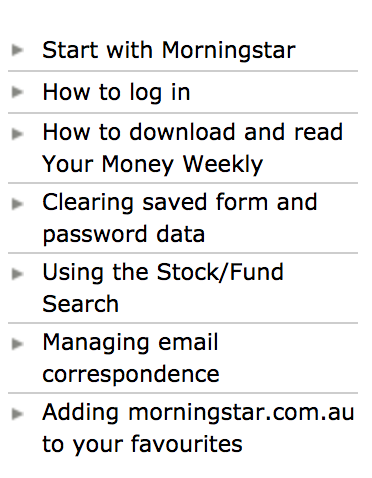 Start with Morningstar
How to log in
How to download and read
Your Money Weekly
Clearing saved form and
password data
Using the Stock/Fund
Search
Managing email
correspondence
Adding morningstar.com.au
to your favourites